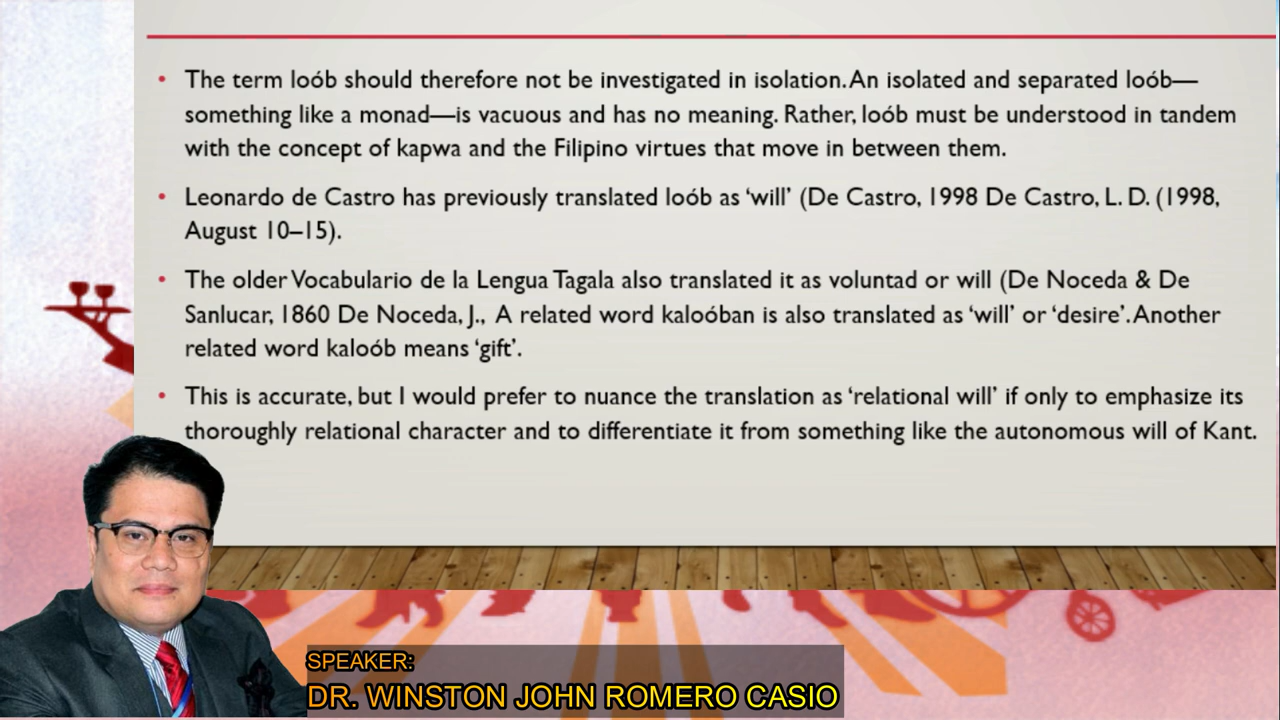 • The term loób should therefore not be investigated in isolation. An isolated and separated loób—
something like a monad—is vacuous and has no meaning. Rather, loób must be understood in tandem
with the concept of kapwa and the Filipino virtues that move in between them.
• Leonardo de Castro has previously translated loób as ‘will’ (De Castro, 1998 De Castro, L. D. (1998,
August 10–15).
• The older Vocabulario de la Lengua Tagala also translated it as voluntad or will (De Noceda & De
Sanlucar, 1860 De Noceda, J., A related word kaloóban is also translated as ‘will’ or ‘desire’. Another
related word kaloób means ‘gift’.
• This is accurate, but I would prefer to nuance the translation as ‘relational will’ if only to emphasize its
thoroughly relational character and to differentiate it from something like the autonomous will of Kant.
SPEAKER:
DR. WINSTON JOHN ROMERO CASIO